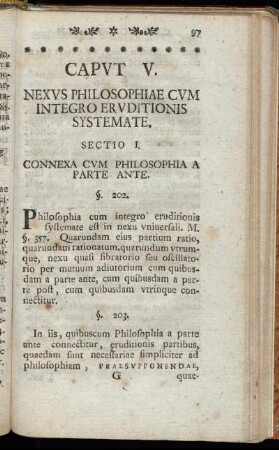 97
CAPVT V.
NEXVS PHILOSOPHIAE CVM
INTEGRO ERVDITIONIS
SYSTEMATE.
SECTIO I.
CONNEXA CVM PHILOSOPHIA A
PARTE ANTE.
§. 202.
Philosophia cum integro eruditionis
systemate est in nexu vniuersali. M.
§. 357. Quarundam eius partium ratio,
quarundam rationatum, quarundam vtrum-
que, nexu quasi fibratorio seu oscillato-
rio per mutuum adiutorium cum quibus-
dam a parte ante, cum quibusdam a par-
te post, cum quibusdam vtrinque con-
nectitur.
§. 203.
In iis, quibuscum Philosophia a parte
ante connectitur, eruditionis partibus,
quaedam sunt necessariae simpliciter ad
philosophiam, PRAESVPPONENDAE,
G quae-